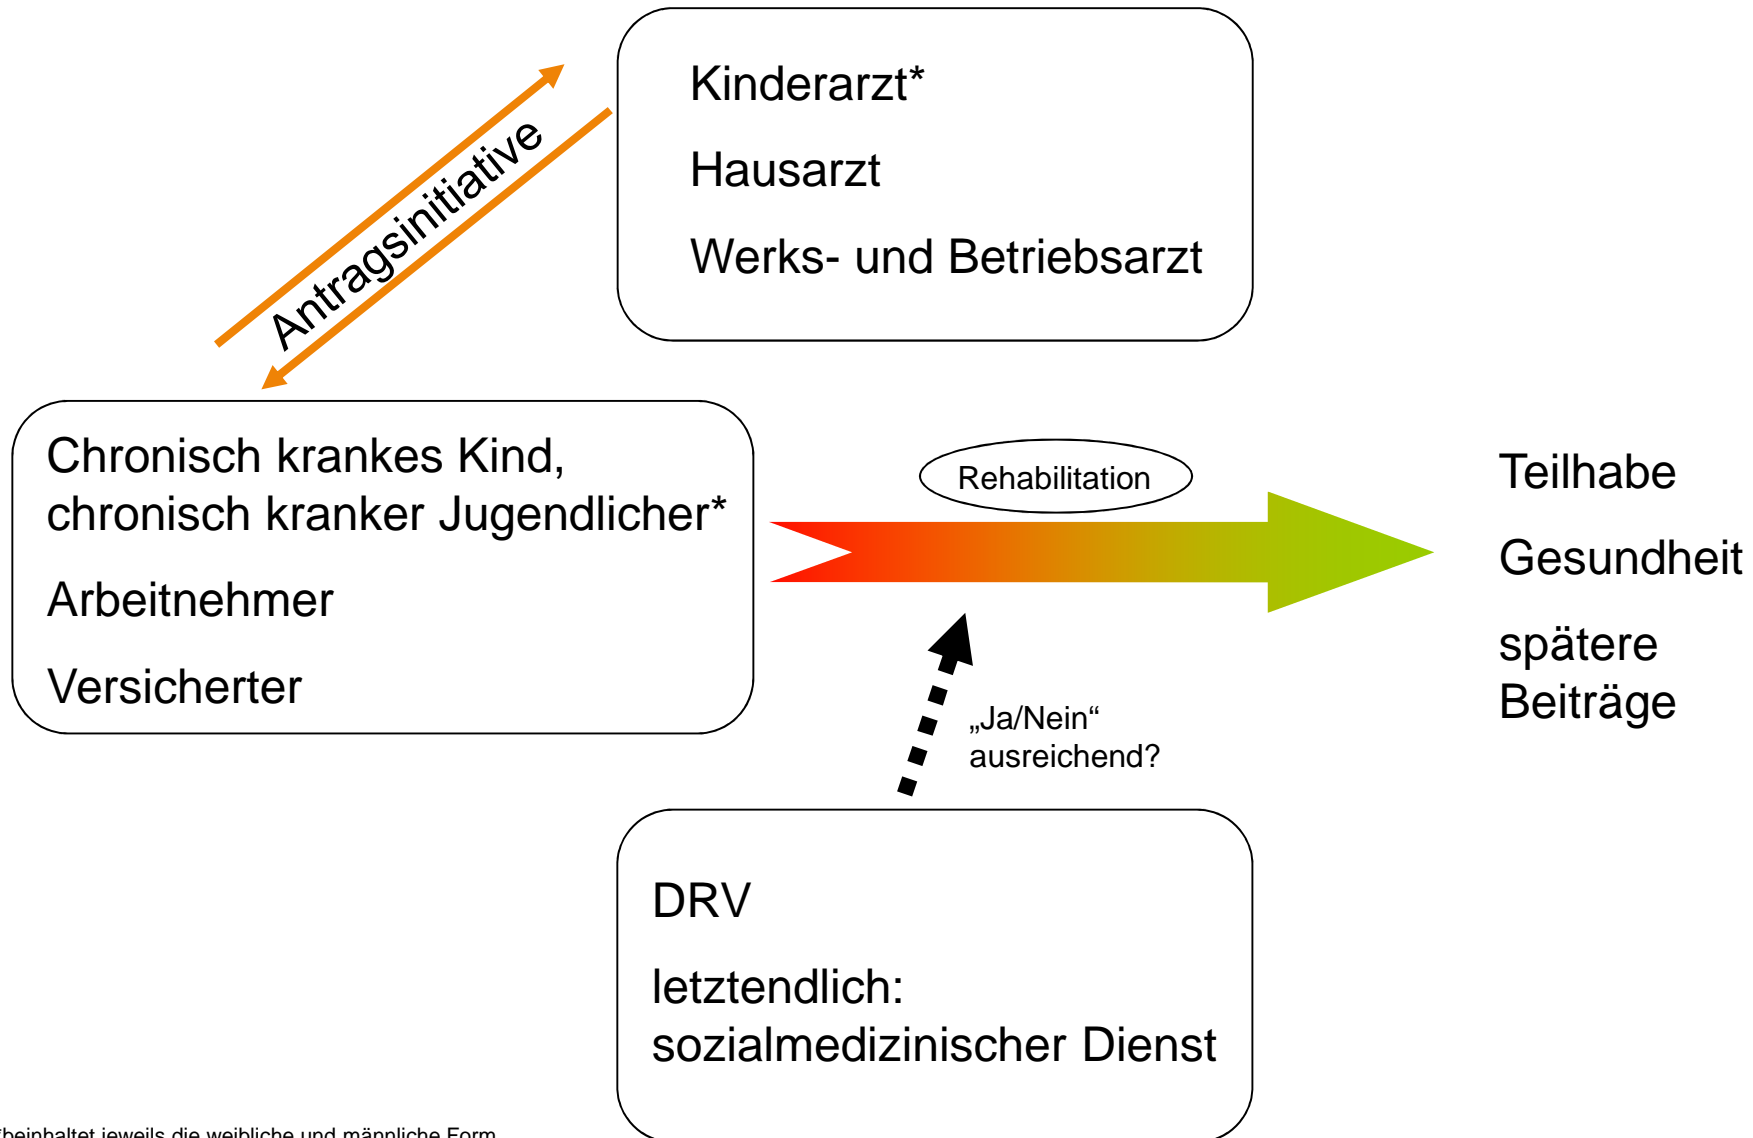 Kinderarzt*
Hausarzt
Werks- und Betriebsarzt
Antragsinitiative
Chronisch krankes Kind,
chronisch kranker Jugendlicher*
Arbeitnehmer
Versicherter
Rehabilitation
Teilhabe
Gesundheit
spätere
Beiträge
„Ja/Nein“
ausreichend?
DRV
letztendlich:
sozialmedizinischer Dienst
*beinhaltet jeweils die weibliche und männliche Form